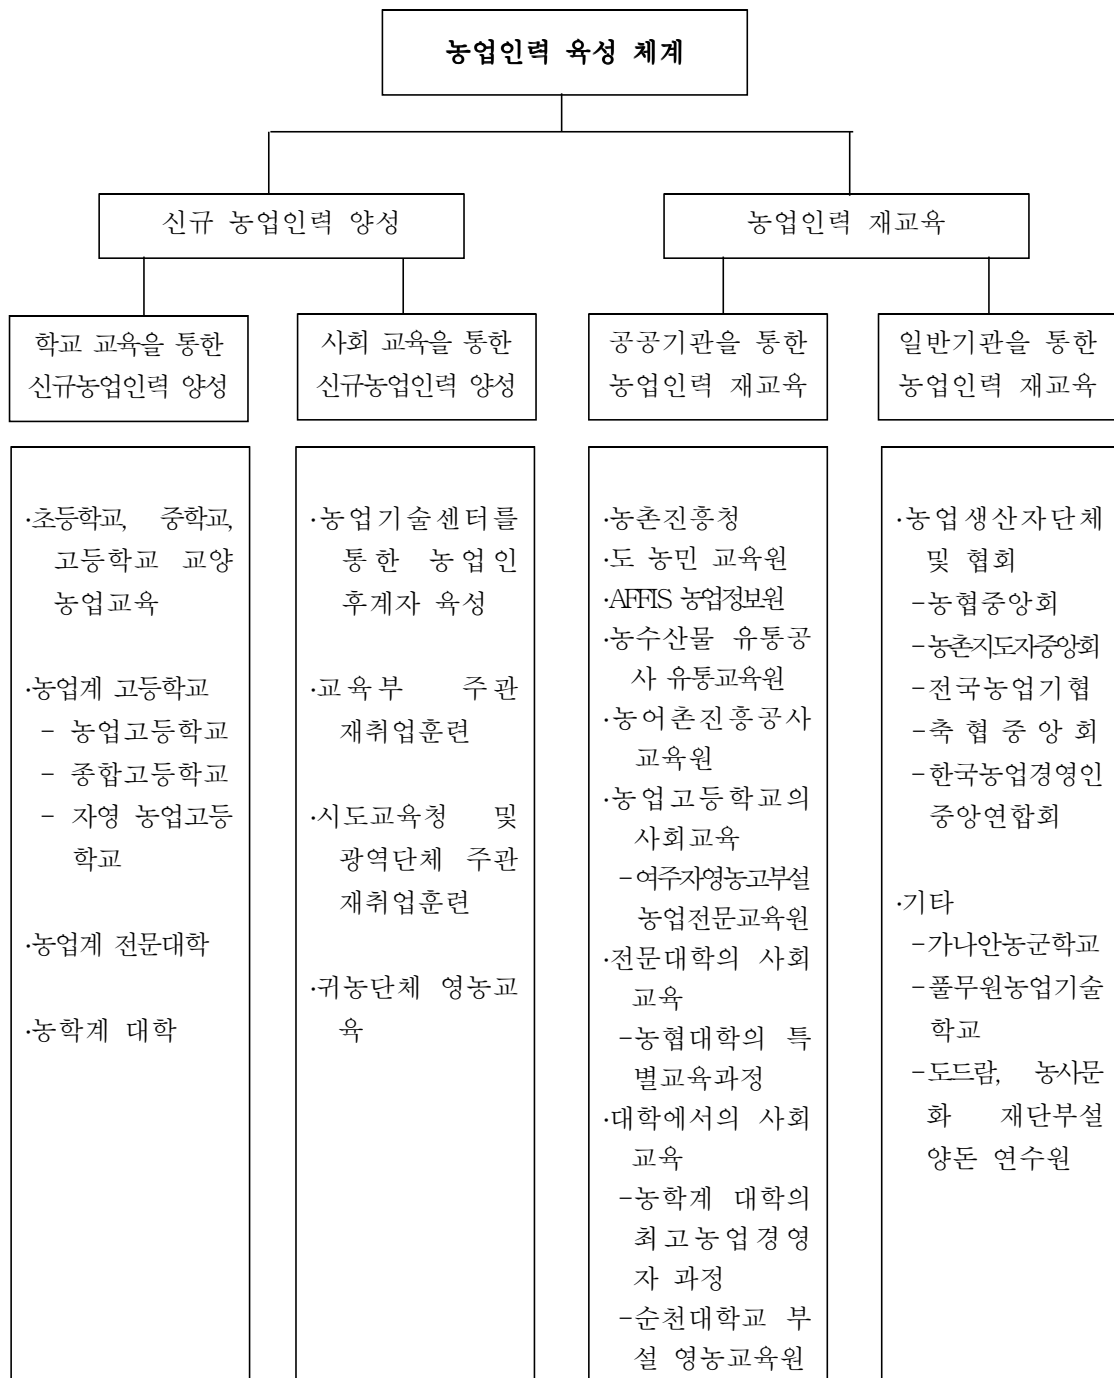 농업인력 육성 체계
신규 농업인력 양성
농업인력 재교육
학교 교육을 통한
신규농업인력 양성
사회 교육을 통한
신규농업인력 양성
공공기관을 통한
농업인력 재교육
일반기관을 통한
농업인력 재교육
·초등학교, 중학교,
고등학교 교양
농업교육
·농업계 고등학교
- 농업고등학교
- 종합고등학교
- 자영 농업고등
학교
·농업계 전문대학
·농학계 대학
·농업기술센터를
통한 농업인
후계자 육성
·교육부 주관
재취업훈련
·시도교육청 및
광역단체 주관
재취업훈련
·귀농단체 영농교
육
·농촌진흥청
·도 농민 교육원
·AFFIS 농업정보원
·농수산물 유통공
사 유통교육원
·농어촌진흥공사
교육원
·농업고등학교의
사회교육
-여주자영농고부설
농업전문교육원
·전문대학의 사회
교육
-농협대학의 특
별교육과정
·대학에서의 사회
교육
-농학계 대학의
최고농업경영
자 과정
-순천대학교 부
설 영농교육원
·농업생산자단체
및 협회
-농협중앙회
-농촌지도자중앙회
-전국농업기협
-축협중앙회
-한국농업경영인
중앙연합회
·기타
-가나안농군학교
-풀무원농업기술
학교
-도드람, 농사문
화 재단부설
양돈 연수원